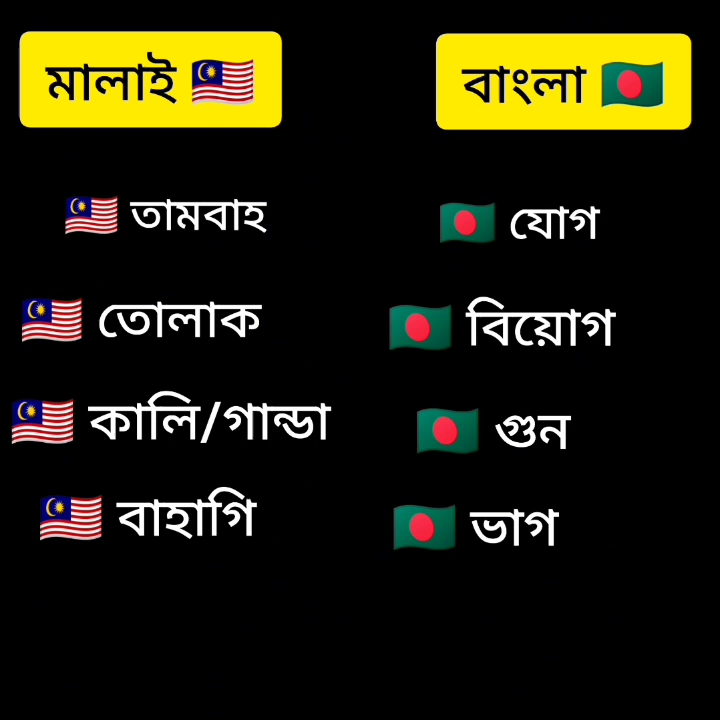 মালাই 🇲🇾 বাংলা 🇧🇩
🇲🇾 তামবাহ 🇧🇩 যোগ
🇲🇾 তোলাক 🇧🇩 বিয়োগ
🇲🇾 কালি/গান্ডা 🇧🇩 গুন
🇲🇾 বাহাগি 🇧🇩 ভাগ